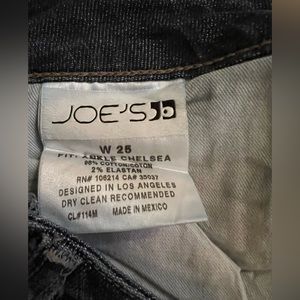 JOE'S
W 25
FIT: ANKLE CHELSEA
98% COTTON/COTON
2% ELASTAN
RN# 106214 CA# 35037
DESIGNED IN LOS ANGELES
DRY CLEAN RECOMMENDED
CL#114M MADE IN MEXICO